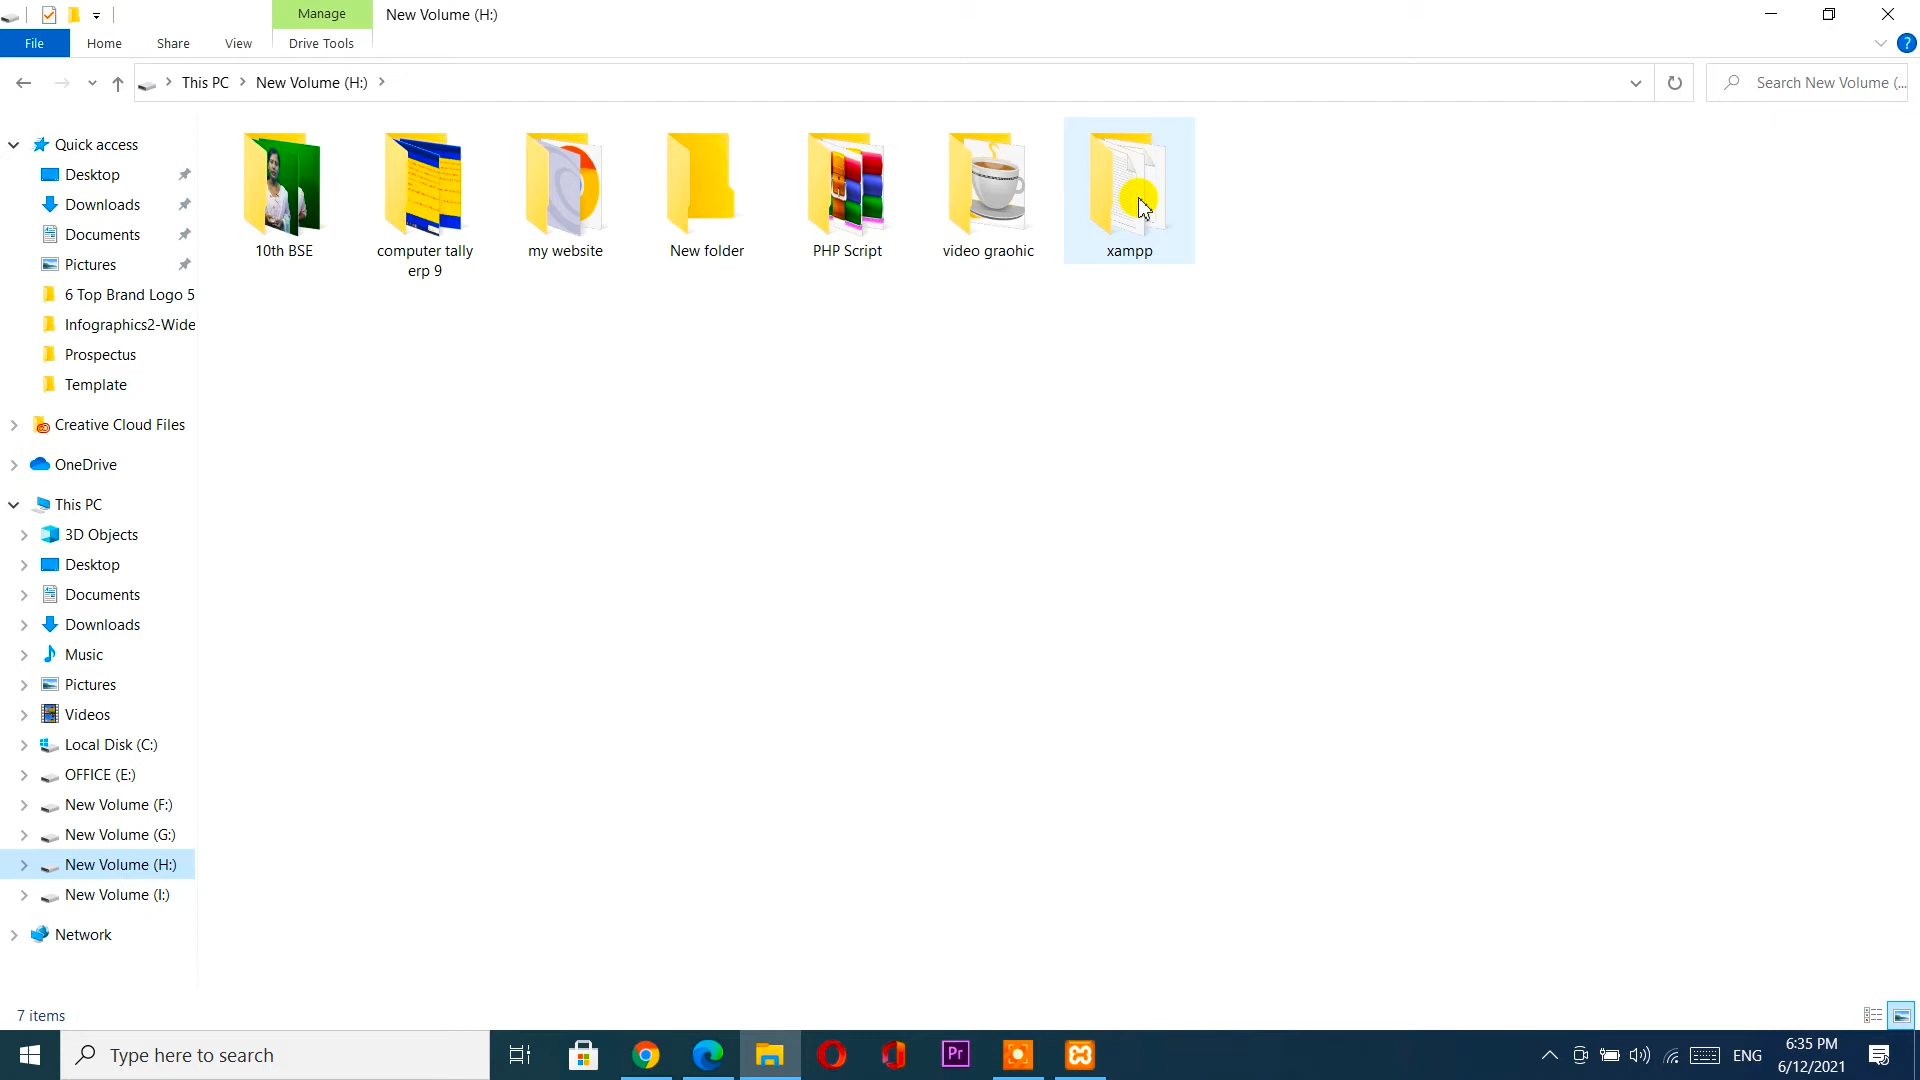 Manage
New Volume (H:)
File
Home
Share
View
Drive Tools
?
This PC
New Volume (H:)
Search New Volume (...
Quick access
Desktop
Downloads
Documents
Pictures
6 Top Brand Logo 5
Infographics2-Wide
Prospectus
Template
Creative Cloud Files
OneDrive
This PC
3D Objects
Desktop
Documents
Downloads
Music
Pictures
Videos
Local Disk (C:)
OFFICE (E:)
New Volume (F:)
New Volume (G:)
New Volume (H:)
New Volume (I:)
Network
10th BSE
computer tally
erp 9
my website
New folder
PHP Script
video graohic
xampp
7 items
Type here to search
Pr
ENG
6:35 PM
6/12/2021